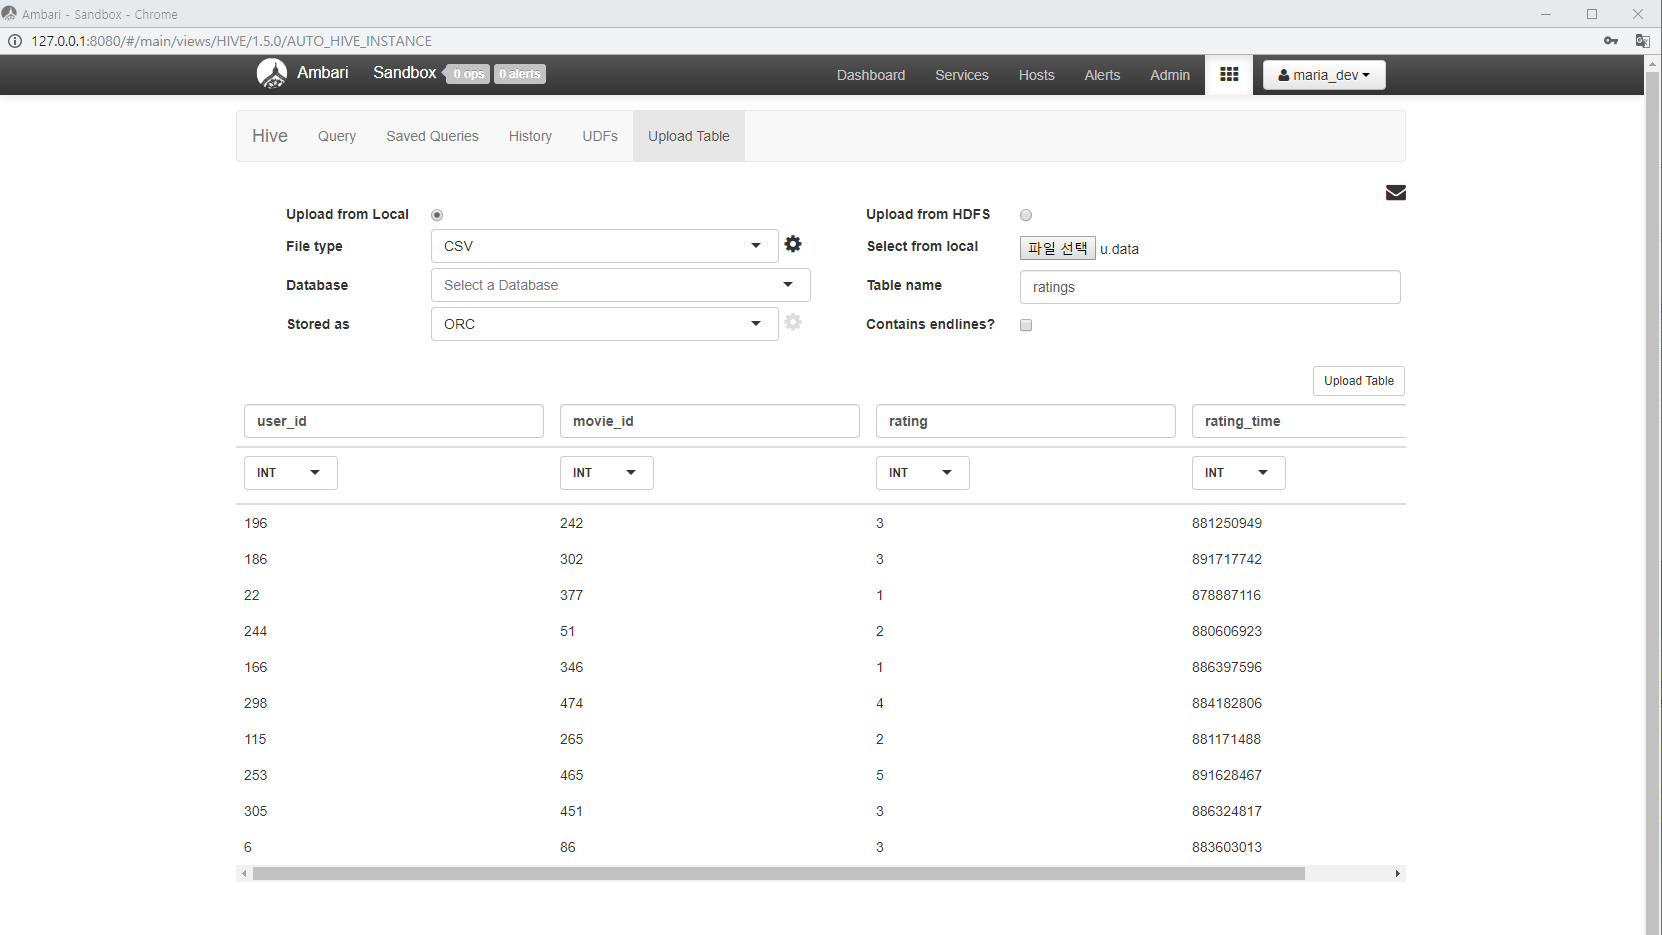 Ambari - Sandbox - Chrome
127.0.0.1:8080/#/main/views/HIVE/1.5.0/AUTO_HIVE_INSTANCE
Ambari Sandbox 0 ops 0 alerts Dashboard Services Hosts Alerts Admin maria_dev
Hive Query Saved Queries History UDFs Upload Table
Upload from Local Upload from HDFS
File type CSV Select from local 파일 선택 u.data
Database Select a Database Table name ratings
Stored as ORC Contains endlines?
Upload Table
user_id movie_id rating rating_time
INT INT INT INT
196 242 3 881250949
186 302 3 891717742
22 377 1 878887116
244 51 2 880606923
166 346 1 886397596
298 474 4 884182806
115 265 2 881171488
253 465 5 891628467
305 451 3 886324817
6 86 3 883603013